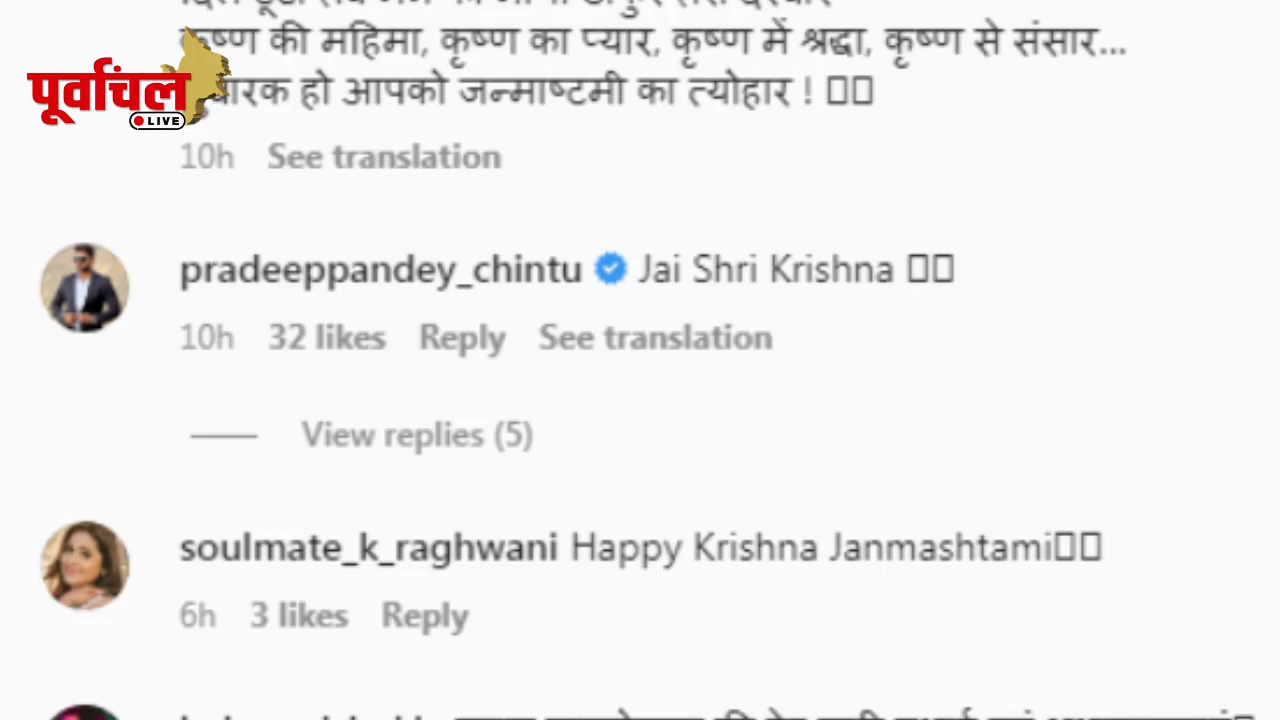 कृष्ण की महिमा, कृष्ण का प्यार, कृष्ण में श्रद्धा, कृष्ण से संसार...
पूर्वांचल
हो आपको जन्माष्टमी का त्योहार !
LIVE
10h See translation
pradeeppandey_chintu Jai Shri Krishna
10h 32 likes Reply See translation
View replies (5)
soulmate_k_raghwani Happy Krishna Janmashtami
6h 3 likes Reply